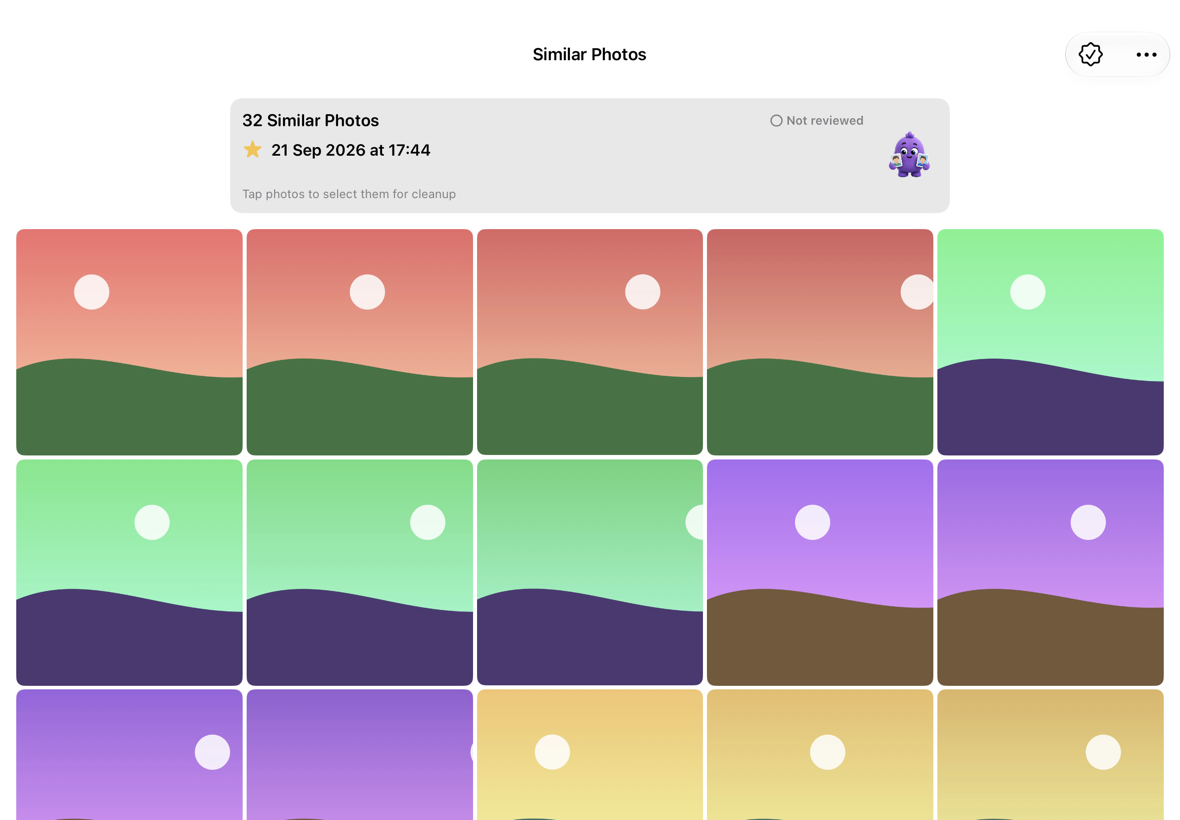 Similar Photos
32 Similar Photos
Not reviewed
21 Sep 2026 at 17:44
Tap photos to select them for cleanup